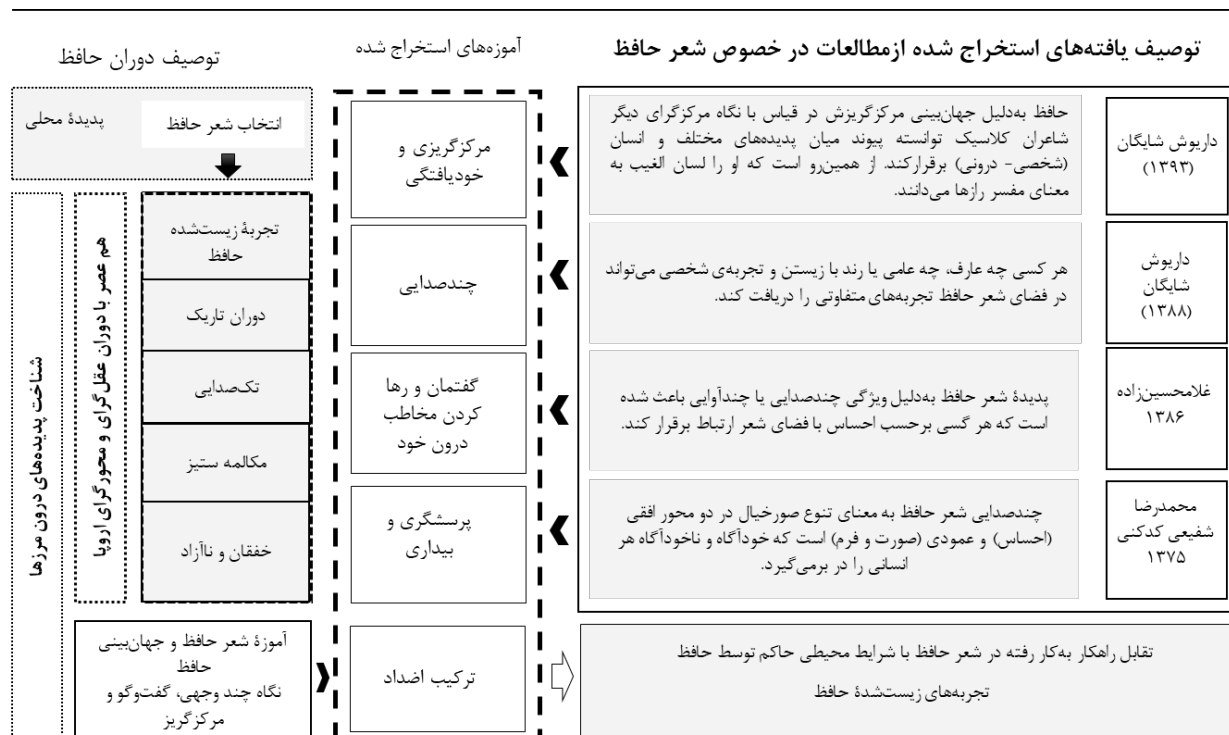 توصیف یافته‌های استخراج شده ازمطالعات در خصوص شعر حافظ
آموزه‌های استخراج شده
توصیف دوران حافظ
داریوش شایگان
(۱۳۹۳)
حافظ به‌دلیل جهان‌بینی مرکزگریزش در قیاس با نگاه مرکزگرای دیگر
شاعران کلاسیک توانسته پیوند میان پدیده‌های مختلف و انسان
(شخصی- درونی) برقرارکند. از همین‌رو است که او را لسان الغیب به
معنای مفسر رازها می‌دانند.
مرکزگریزی و
خودیافتگی
داریوش
شایگان
(۱۳۸۸)
هر کسی چه عارف، چه عامی یا رند با زیستن و تجربه‌ی شخصی می‌تواند
در فضای شعر حافظ تجربه‌های متفاوتی را دریافت کند.
چندصدایی
غلامحسین‌زاده
۱۳۸۶
پدیدۀ شعر حافظ به‌دلیل ویژگی چندصدایی یا چندآوایی باعث شده
است که هر گسی برحسب احساس با فضای شعر ارتباط برقرار کند.
گفتمان و رها
کردن مخاطب
درون خود
محمدرضا
شفیعی کدکنی
۱۳۷۵
چندصدایی شعر حافظ به معنای تنوع صورخیال در دو محور افقی
(احساس) و عمودی (صورت و فرم) است که خودآگاه و ناخودآگاه هر
انسانی را در برمی‌گیرد.
پرسشگری و
بیداری
تقابل راهکار به‌کار رفته در شعر حافظ با شرایط محیطی حاکم توسط حافظ
تجربه‌های زیست‌شدۀ حافظ
ترکیب اضداد
انتخاب شعر حافظ
پدیدۀ محلی
تجربۀ زیست‌شده
حافظ
دوران تاریک
تک‌صدایی
مکالمه ستیز
خفقان و ناآزاد
هم عصر با دوران عقل‌گرای و محورگرای اروپا
شناخت پدیده‌های درون مرزها
آموزۀ شعر حافظ و جهان‌بینی
حافظ
نگاه چند وجهی، گفت‌وگو و
مرکزگریز